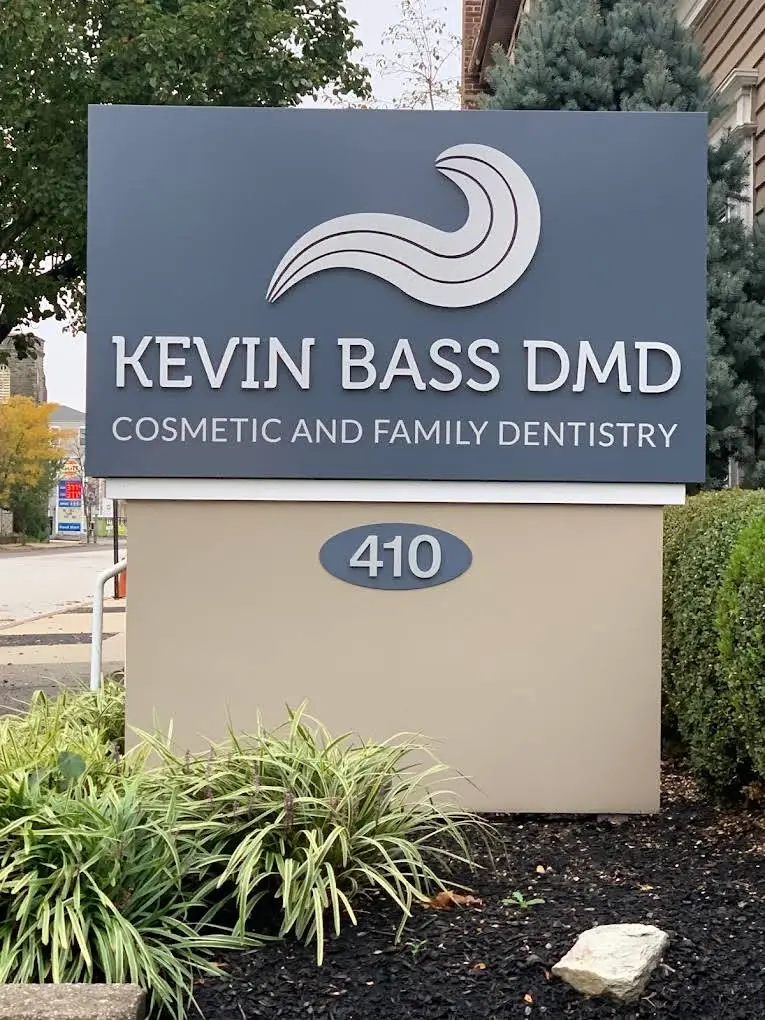 KEVIN BASS DMD
COSMETIC AND FAMILY DENTISTRY
410